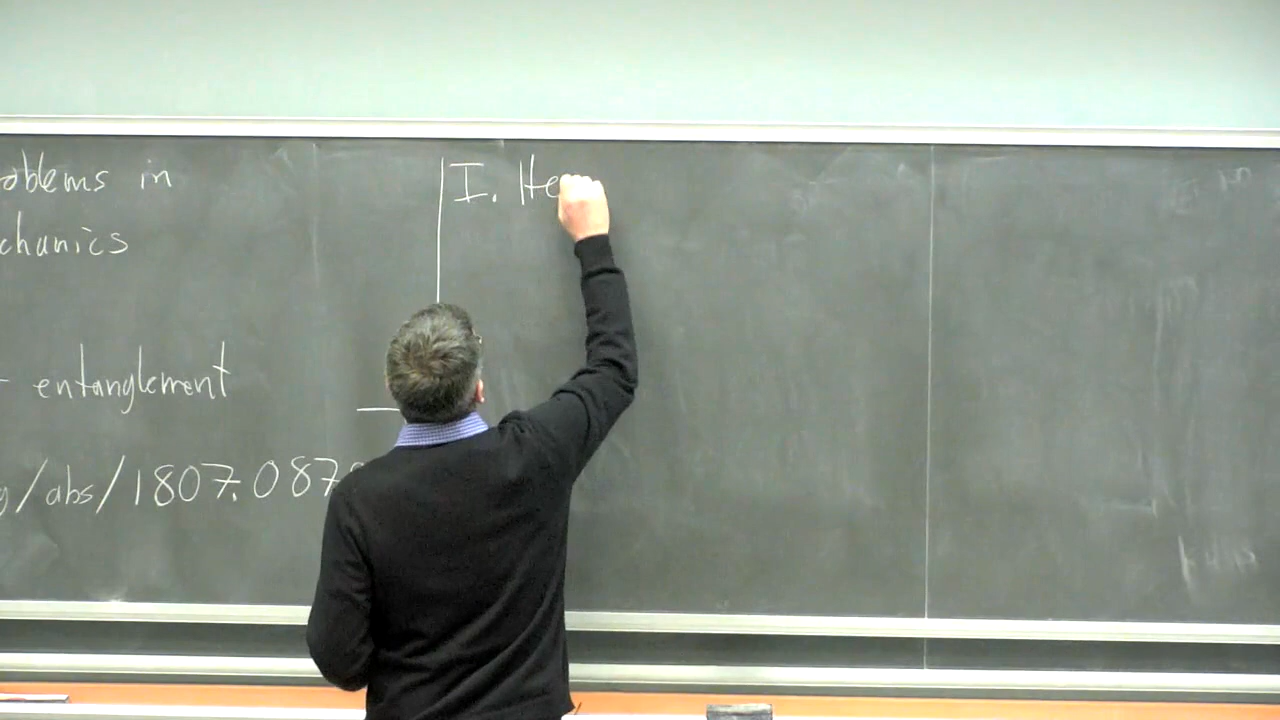 oblems in
chanics
- entanglement
g/abs/1807.087
I. He